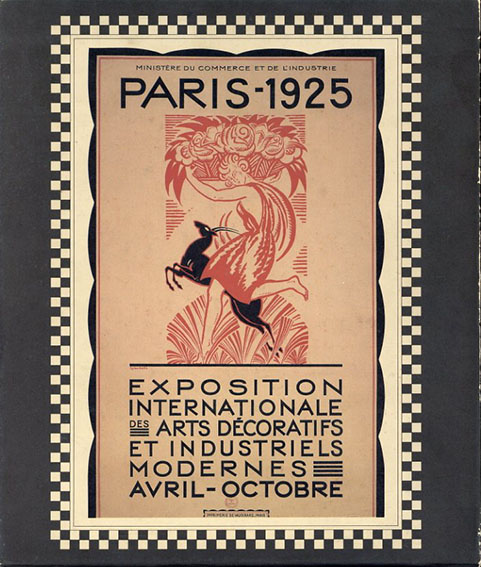 MINISTÈRE DU COMMERCE ET DE L'INDUSTRIE
PARIS-1925
EXPOSITION
INTERNATIONALE
DES ARTS DÉCORATIFS
ET INDUSTRIELS
MODERNES
AVRIL-OCTOBRE